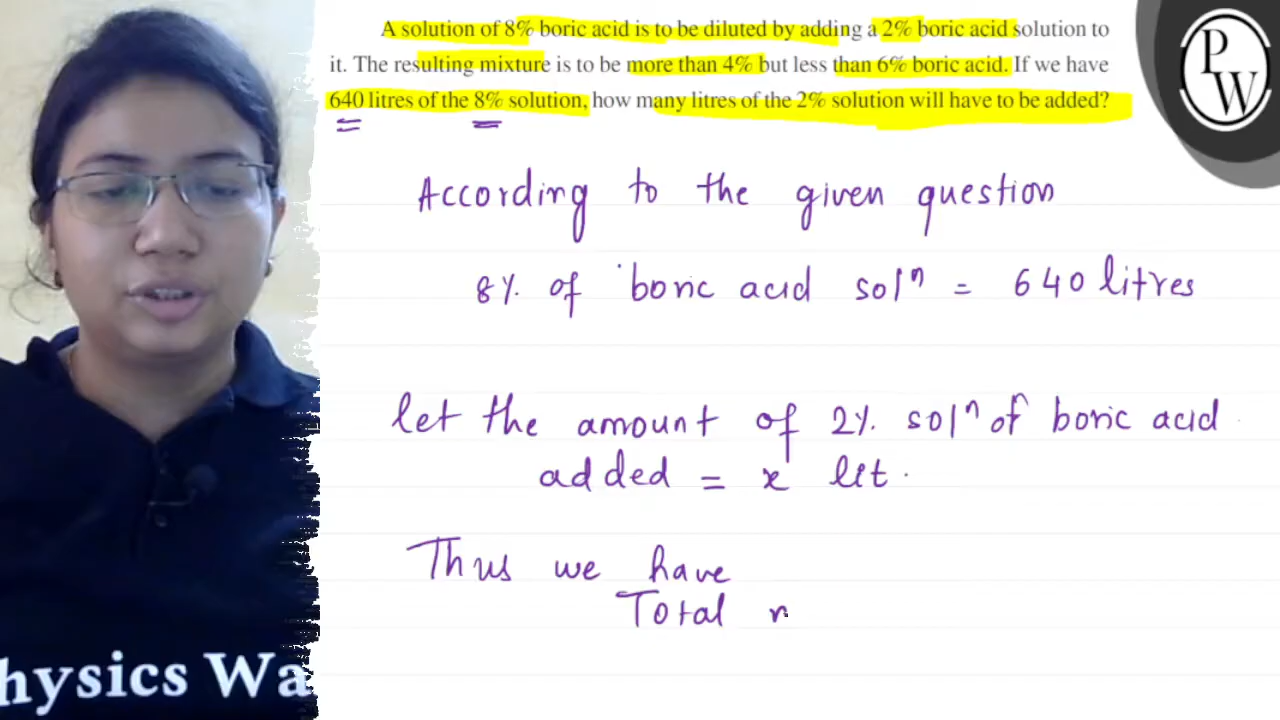 A solution of 8% boric acid is to be diluted by adding a 2% boric acid solution to
it. The resulting mixture is to be more than 4% but less than 6% boric acid. If we have
640 litres of the 8% solution, how many litres of the 2% solution will have to be added?
P
W
According to the given question
8% of boric acid solⁿ = 640 litres
let the amount of 2% solⁿ of boric acid
added = x lit.
Thus we have
Total
hysics Wa